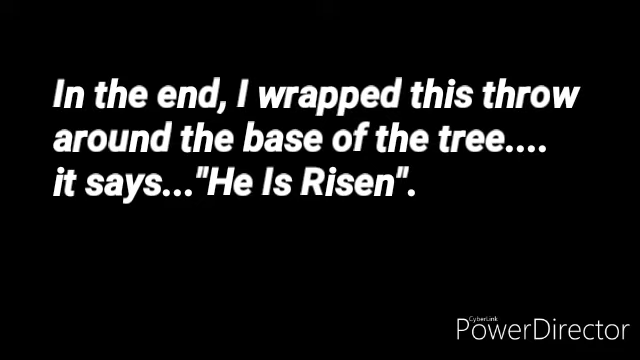 In the end, I wrapped this throw
around the base of the tree....
it says..."He Is Risen".
CyberLink
PowerDirector